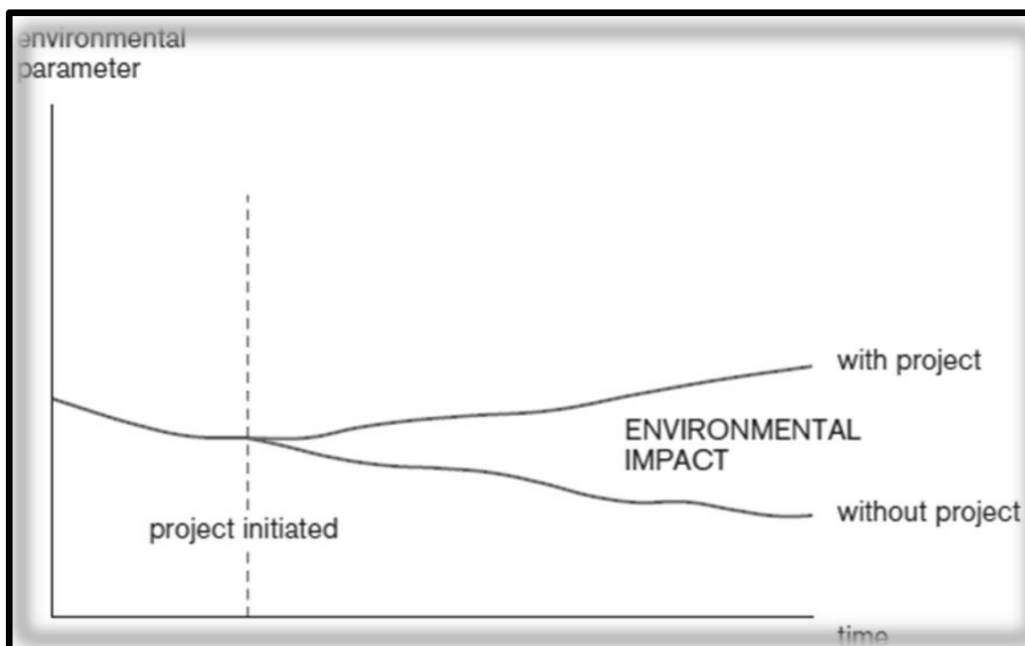 environmental
parameter
with project
ENVIRONMENTAL
IMPACT
without project
project initiated
time